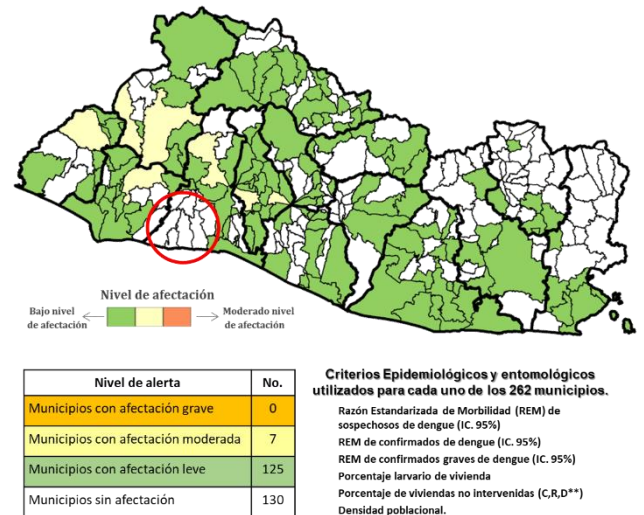 Nivel de afectación
Bajo nivel
de afectación
Moderado nivel
de afectación
Nivel de alerta No.
Municipios con afectación grave 0
Municipios con afectación moderada 7
Municipios con afectación leve 125
Municipios sin afectación 130
Criterios Epidemiológicos y entomológicos
utilizados para cada uno de los 262 municipios.
Razón Estandarizada de Morbilidad (REM) de
sospechosos de dengue (IC. 95%)
REM de confirmados de dengue (IC. 95%)
REM de confirmados graves de dengue (IC. 95%)
Porcentaje larvario de vivienda
Porcentaje de viviendas no intervenidas (C,R,D**)
Densidad poblacional.